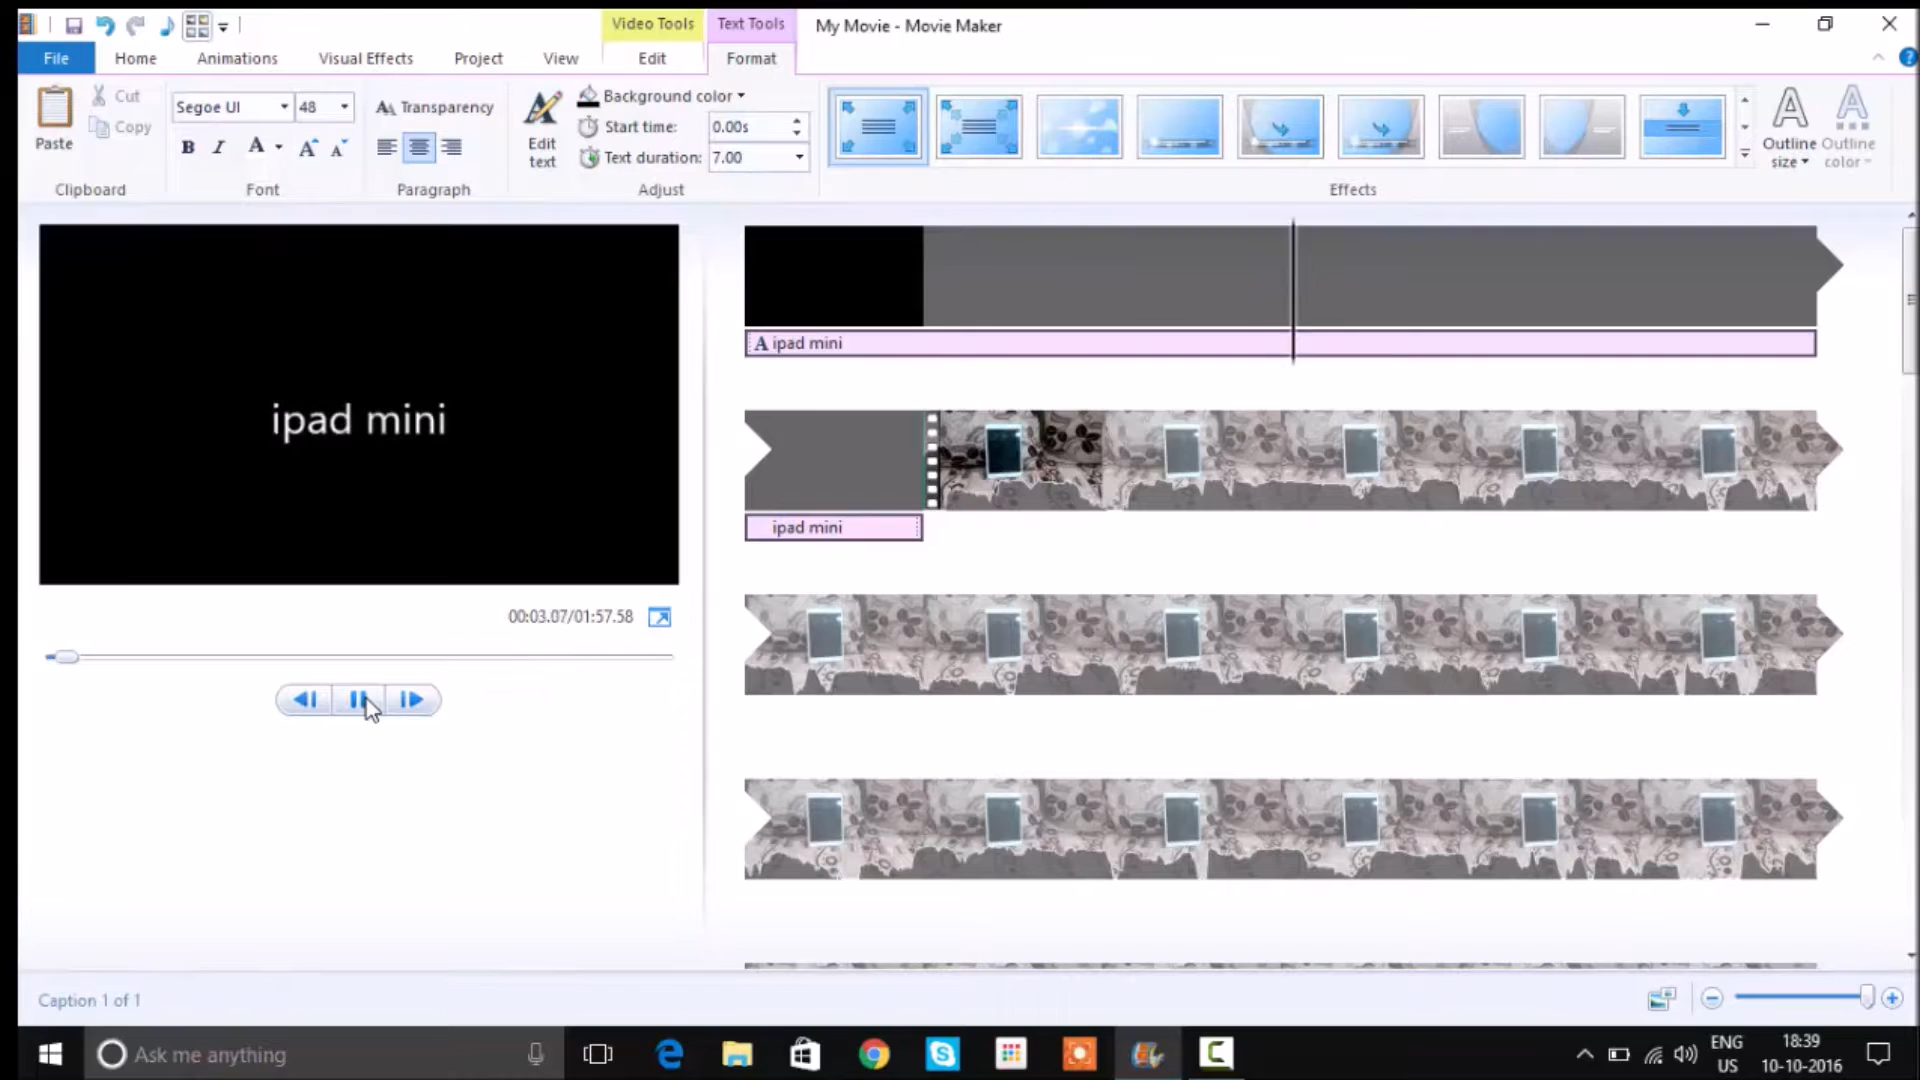 Video Tools Text Tools My Movie - Movie Maker
File Home Animations Visual Effects Project View Edit Format
Paste
Cut
Copy
Clipboard
Segoe UI 48
B I A A A
Font
Transparency
Paragraph
Edit
text
Background color
Start time: 0.00s
Text duration: 7.00
Adjust
Effects
Outline
size
Outline
color
ipad mini
00:03.07/01:57.58
A ipad mini
ipad mini
Caption 1 of 1
Ask me anything
ENG
US
18:39
10-10-2016